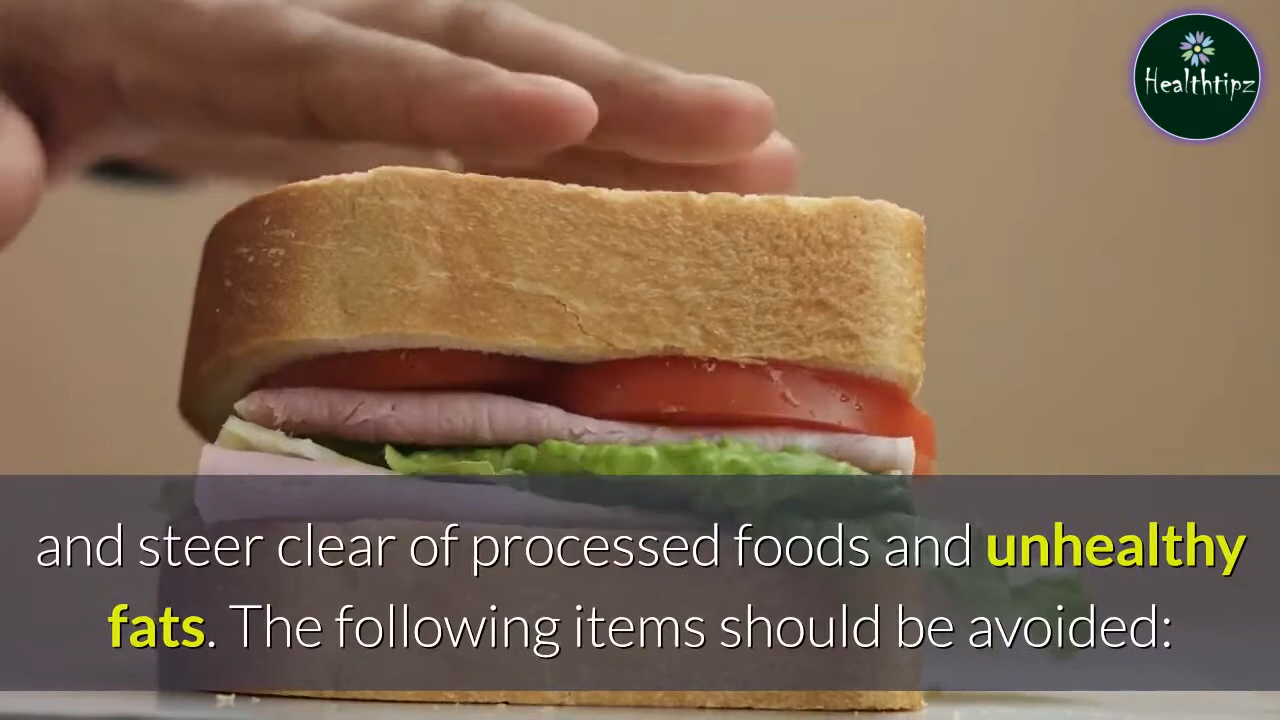 Healthtipz
and steer clear of processed foods and unhealthy
fats. The following items should be avoided: